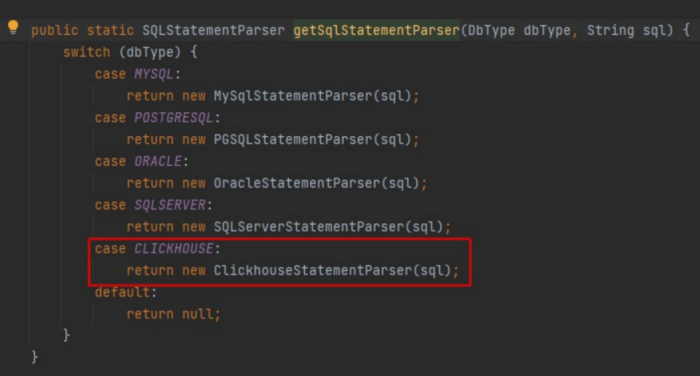 public static SQLStatementParser getSqlStatementParser(DbType dbType, String sql) {
switch (dbType) {
case MYSQL:
return new MySqlStatementParser(sql);
case POSTGRESQL:
return new PGSQLStatementParser(sql);
case ORACLE:
return new OracleStatementParser(sql);
case SQLSERVER:
return new SQLServerStatementParser(sql);
case CLICKHOUSE:
return new ClickhouseStatementParser(sql);
default:
return null;
}
}